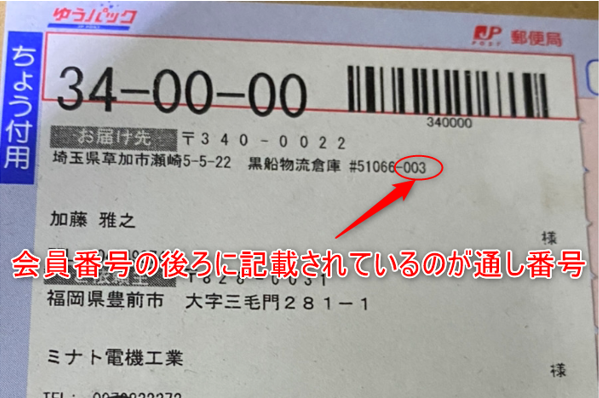 ゆうパック
JP POST 郵便局
ちょう付用
34-00-00
340000
お届け先 〒340-0022
埼玉県草加市瀬崎5-5-22 黒船物流倉庫 #51066-003
加藤 雅之
様
会員番号の後ろに記載されているのが通し番号
福岡県豊前市 大字三毛門281-1
ミナト電機工業
様